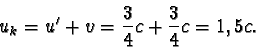 u_k = u' + v = \frac{3}{4}c + \frac{3}{4}c = 1,5c.